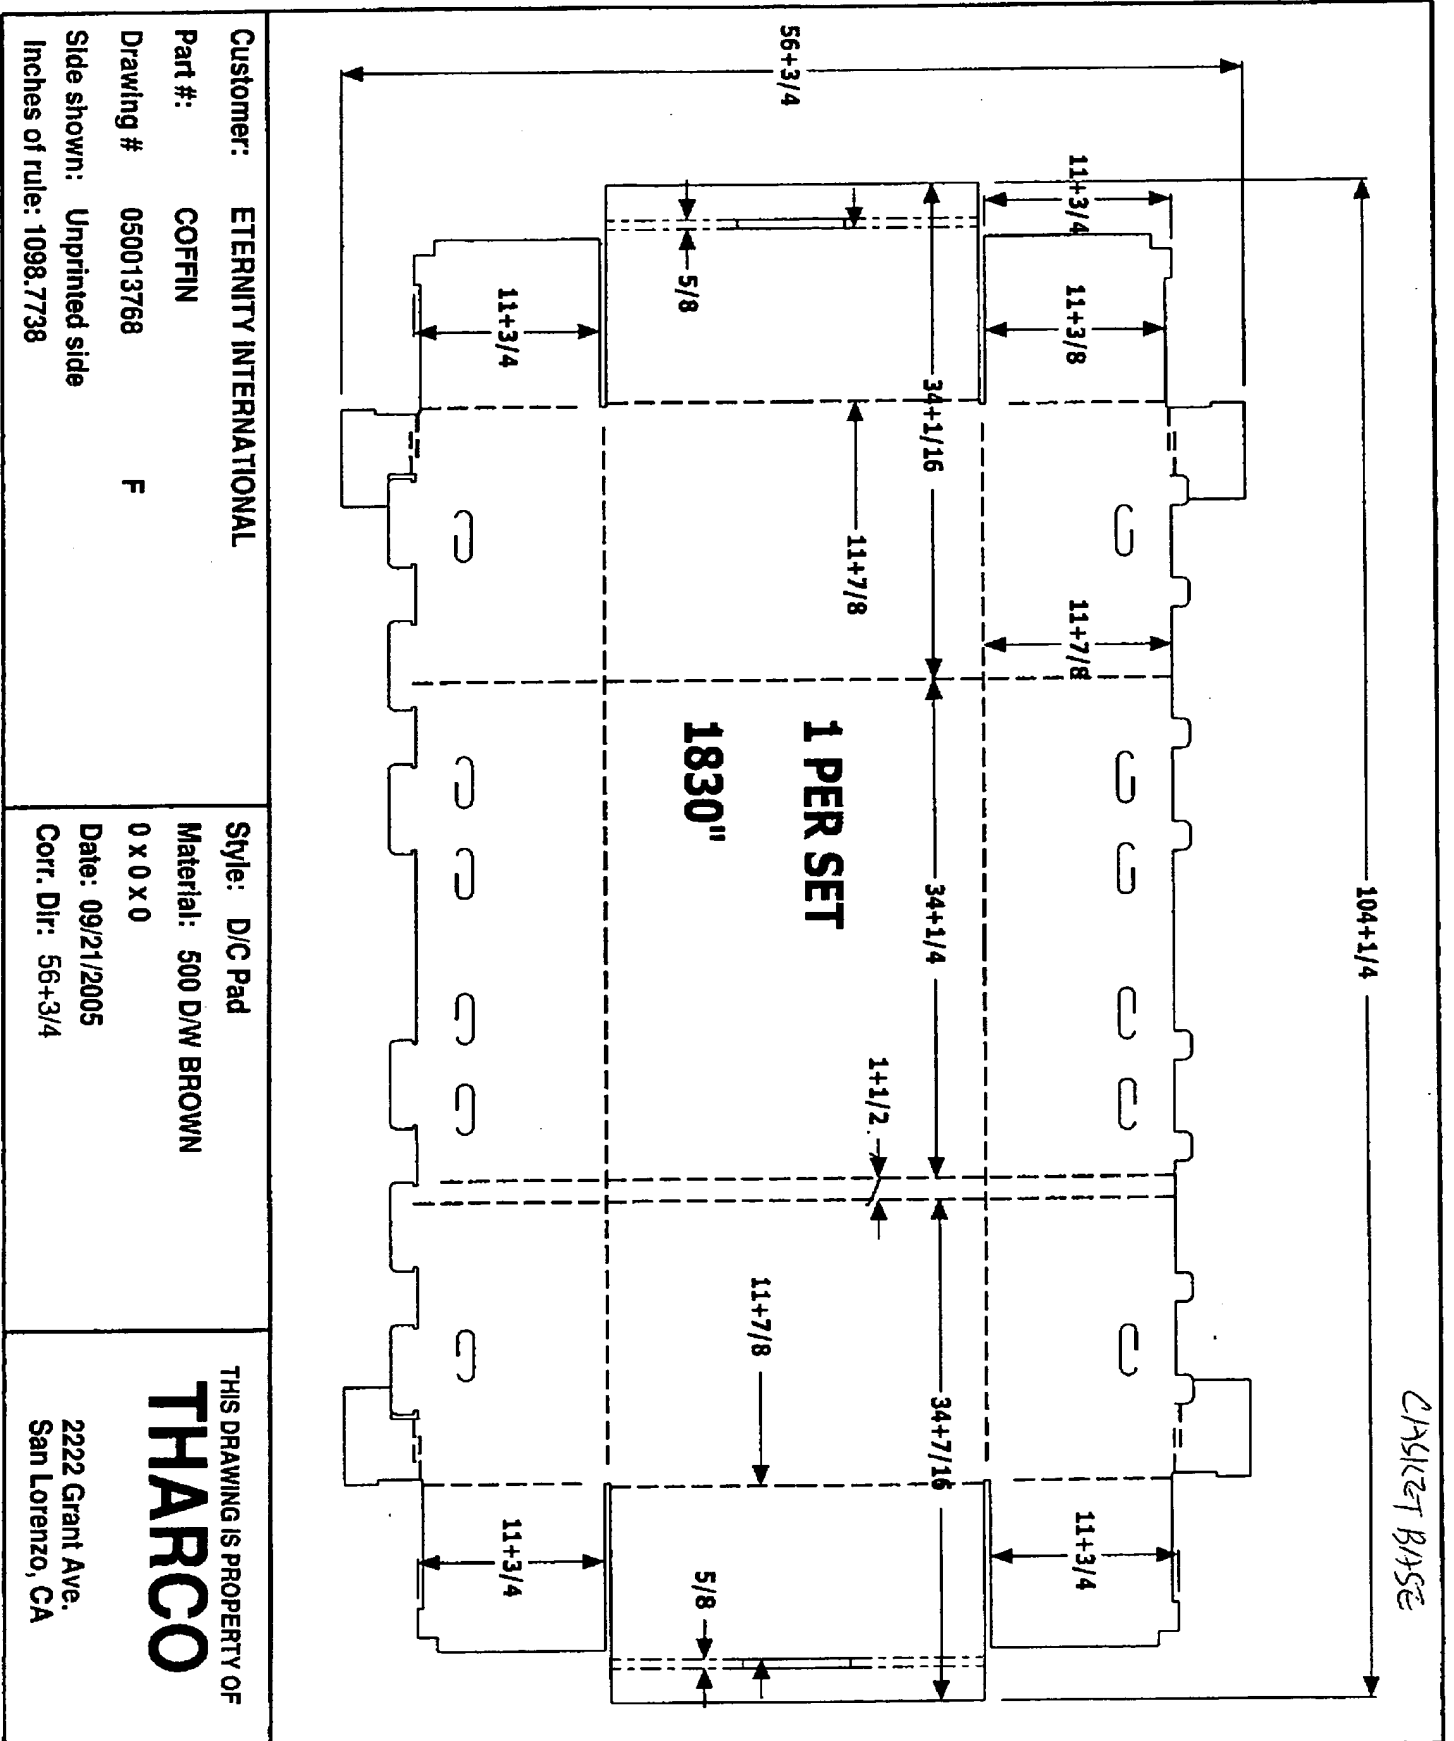 CASKET BASE
104+1/4
56+3/4
11+3/4
11+3/8
11+7/8
11+3/4
34+1/16
34+1/4
34+7/16
1+1/2
11+7/8
1 PER SET
11+7/8
1830"
5/8
5/8
11+3/4
11+3/4
Customer: ETERNITY INTERNATIONAL
Part #: COFFIN
Drawing # 050013768 F
Side shown: Unprinted side
Inches of rule: 1098.7738
Style: D/C Pad
Material: 500 D/W BROWN
0 x 0 x 0
Date: 09/21/2005
Corr. Dir: 56+3/4
THIS DRAWING IS PROPERTY OF
THARCO
2222 Grant Ave.
San Lorenzo, CA